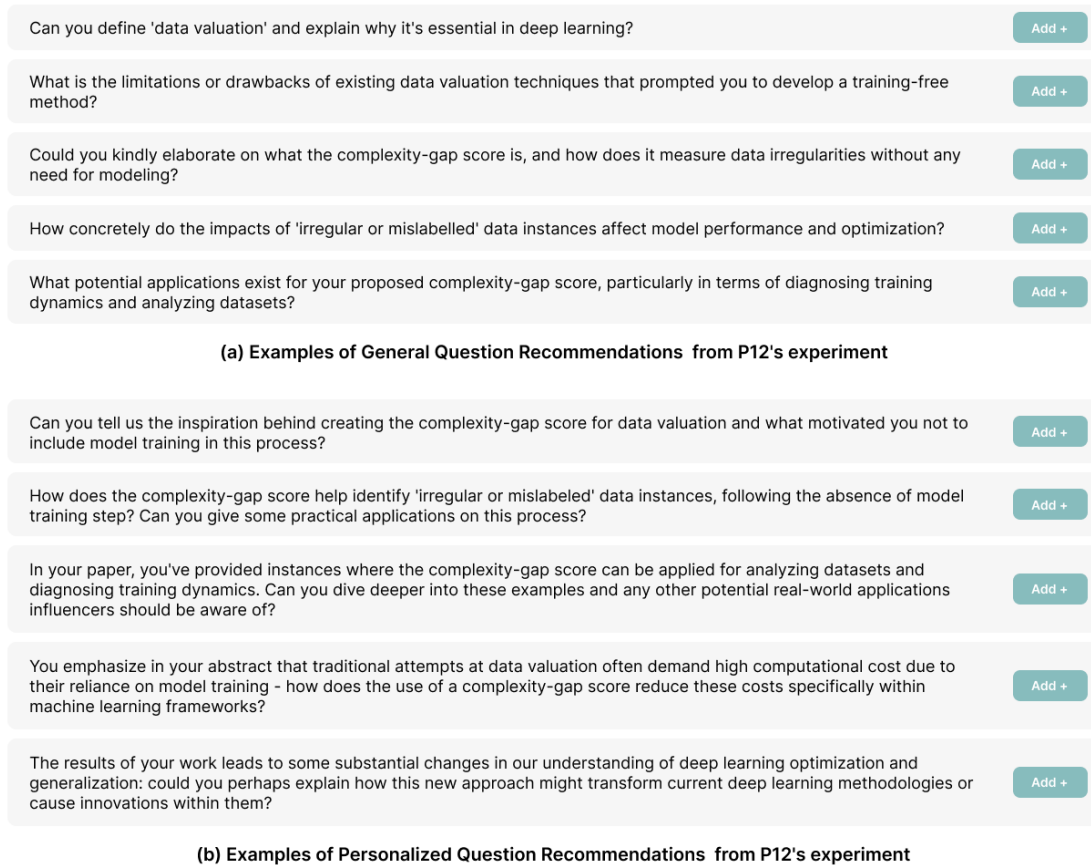 Can you define 'data valuation' and explain why it's essential in deep learning?
Add +
What is the limitations or drawbacks of existing data valuation techniques that prompted you to develop a training-free
method?
Add +
Could you kindly elaborate on what the complexity-gap score is, and how does it measure data irregularities without any
need for modeling?
Add +
How concretely do the impacts of 'irregular or mislabelled' data instances affect model performance and optimization?
Add +
What potential applications exist for your proposed complexity-gap score, particularly in terms of diagnosing training
dynamics and analyzing datasets?
Add +
(a) Examples of General Question Recommendations from P12's experiment
Can you tell us the inspiration behind creating the complexity-gap score for data valuation and what motivated you not to
include model training in this process?
Add +
How does the complexity-gap score help identify 'irregular or mislabeled' data instances, following the absence of model
training step? Can you give some practical applications on this process?
Add +
In your paper, you've provided instances where the complexity-gap score can be applied for analyzing datasets and
diagnosing training dynamics. Can you dive deeper into these examples and any other potential real-world applications
influencers should be aware of?
Add +
You emphasize in your abstract that traditional attempts at data valuation often demand high computational cost due to
their reliance on model training - how does the use of a complexity-gap score reduce these costs specifically within
machine learning frameworks?
Add +
The results of your work leads to some substantial changes in our understanding of deep learning optimization and
generalization: could you perhaps explain how this new approach might transform current deep learning methodologies or
cause innovations within them?
Add +
(b) Examples of Personalized Question Recommendations from P12's experiment